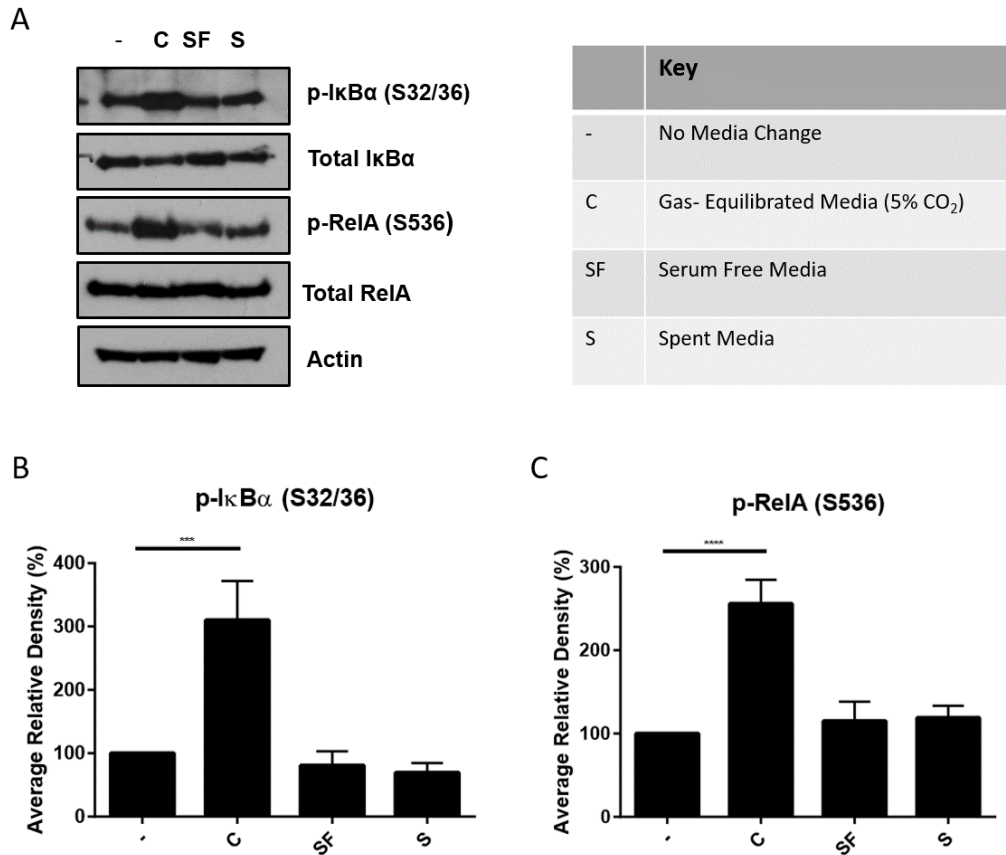 A
- C SF S
p-IκBα (S32/36)
Total IκBα
p-RelA (S536)
Total RelA
Actin
Key
- No Media Change
C Gas- Equilibrated Media (5% CO₂)
SF Serum Free Media
S Spent Media
B
p-IκBα (S32/36)
***
Average Relative Density (%)
400
300
200
100
0
- C SF S
C
p-RelA (S536)
****
Average Relative Density (%)
300
200
100
0
- C SF S